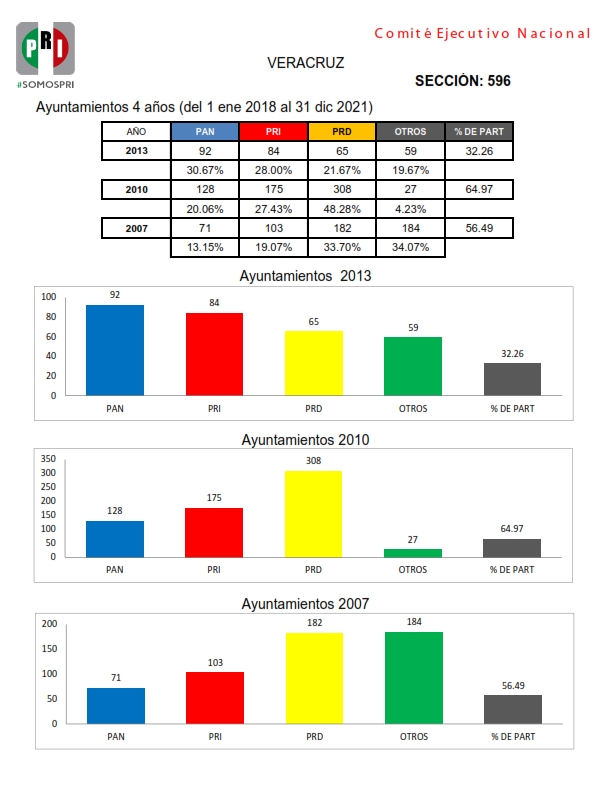 Comité Ejecutivo Nacional
PRI
#SOMOSPRI
VERACRUZ
SECCIÓN: 596
Ayuntamientos 4 años (del 1 ene 2018 al 31 dic 2021)
AÑO PAN PRI PRD OTROS % DE PART
2013 92 84 65 59 32.26
30.67% 28.00% 21.67% 19.67%
2010 128 175 308 27 64.97
20.06% 27.43% 48.28% 4.23%
2007 71 103 182 184 56.49
13.15% 19.07% 33.70% 34.07%
Ayuntamientos 2013
100
80
60
40
20
0
92
84
65
59
32.26
PAN PRI PRD OTROS % DE PART
Ayuntamientos 2010
350
300
250
200
150
100
50
0
128
175
308
27
64.97
PAN PRI PRD OTROS % DE PART
Ayuntamientos 2007
200
150
100
50
0
71
103
182
184
56.49
PAN PRI PRD OTROS % DE PART